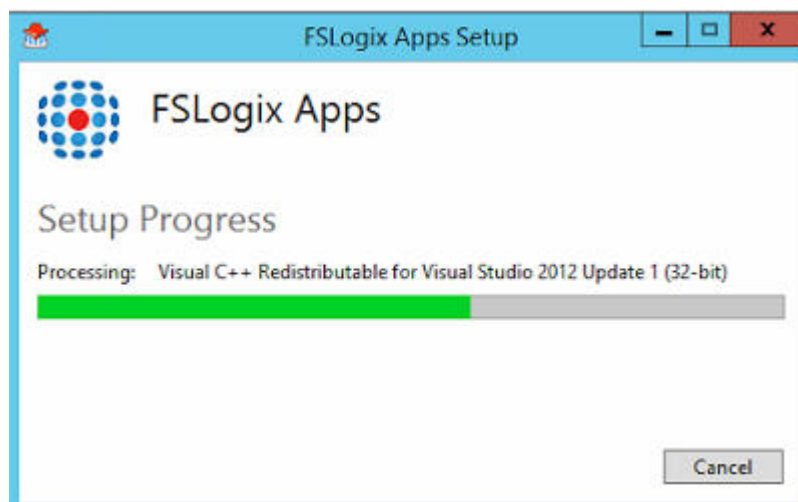 FSLogix Apps Setup
FSLogix Apps
Setup Progress
Processing: Visual C++ Redistributable for Visual Studio 2012 Update 1 (32-bit)
Cancel